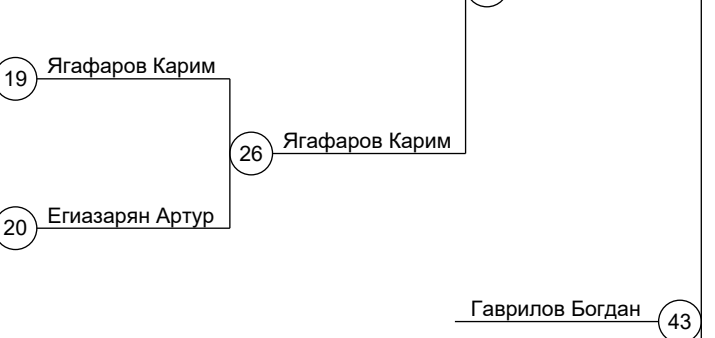 19 Ягафаров Карим
26 Ягафаров Карим
20 Егиазарян Артур
Гаврилов Богдан 43